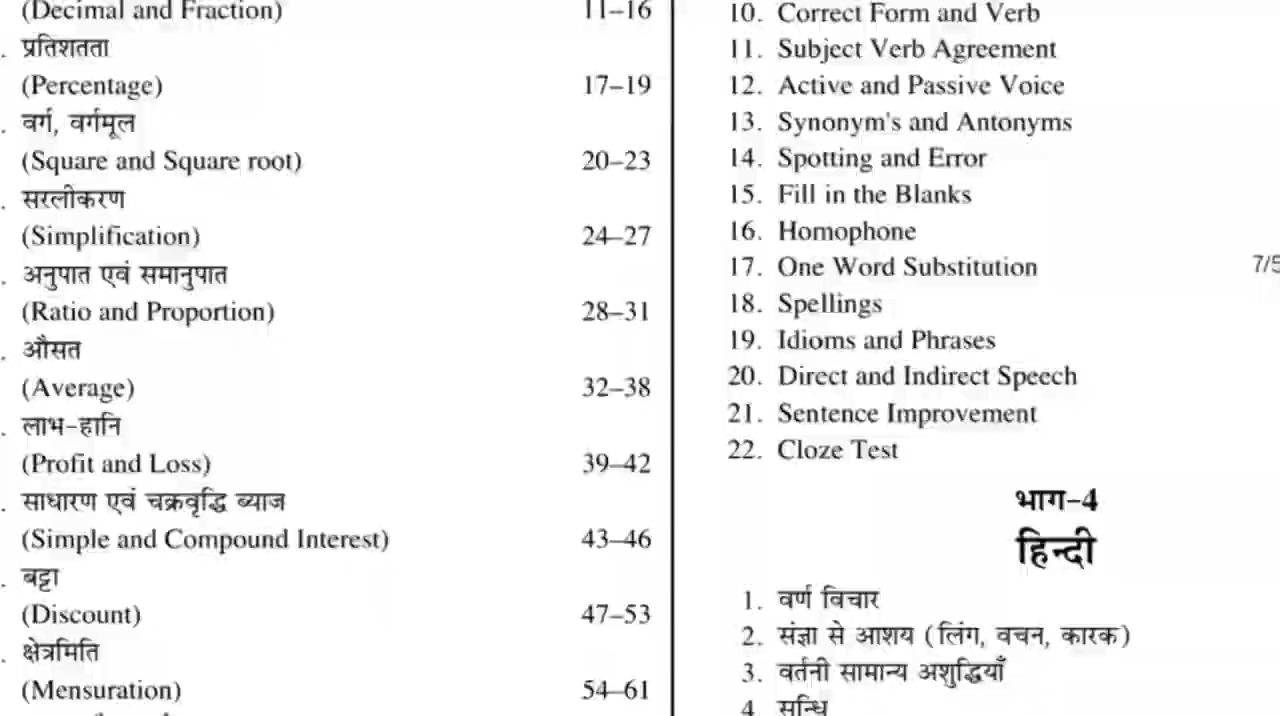 (Decimal and Fraction) 11–16
. प्रतिशतता
(Percentage) 17–19
. वर्ग, वर्गमूल
(Square and Square root) 20–23
. सरलीकरण
(Simplification) 24–27
. अनुपात एवं समानुपात
(Ratio and Proportion) 28–31
. औसत
(Average) 32–38
. लाभ-हानि
(Profit and Loss) 39–42
. साधारण एवं चक्रवृद्धि ब्याज
(Simple and Compound Interest) 43–46
. बट्टा
(Discount) 47–53
. क्षेत्रमिति
(Mensuration) 54–61
10. Correct Form and Verb
11. Subject Verb Agreement
12. Active and Passive Voice
13. Synonym's and Antonyms
14. Spotting and Error
15. Fill in the Blanks
16. Homophone
17. One Word Substitution 7/5
18. Spellings
19. Idioms and Phrases
20. Direct and Indirect Speech
21. Sentence Improvement
22. Cloze Test
भाग-4
हिन्दी
1. वर्ण विचार
2. संज्ञा से आशय (लिंग, वचन, कारक)
3. वर्तनी सामान्य अशुद्धियाँ
4. सन्धि